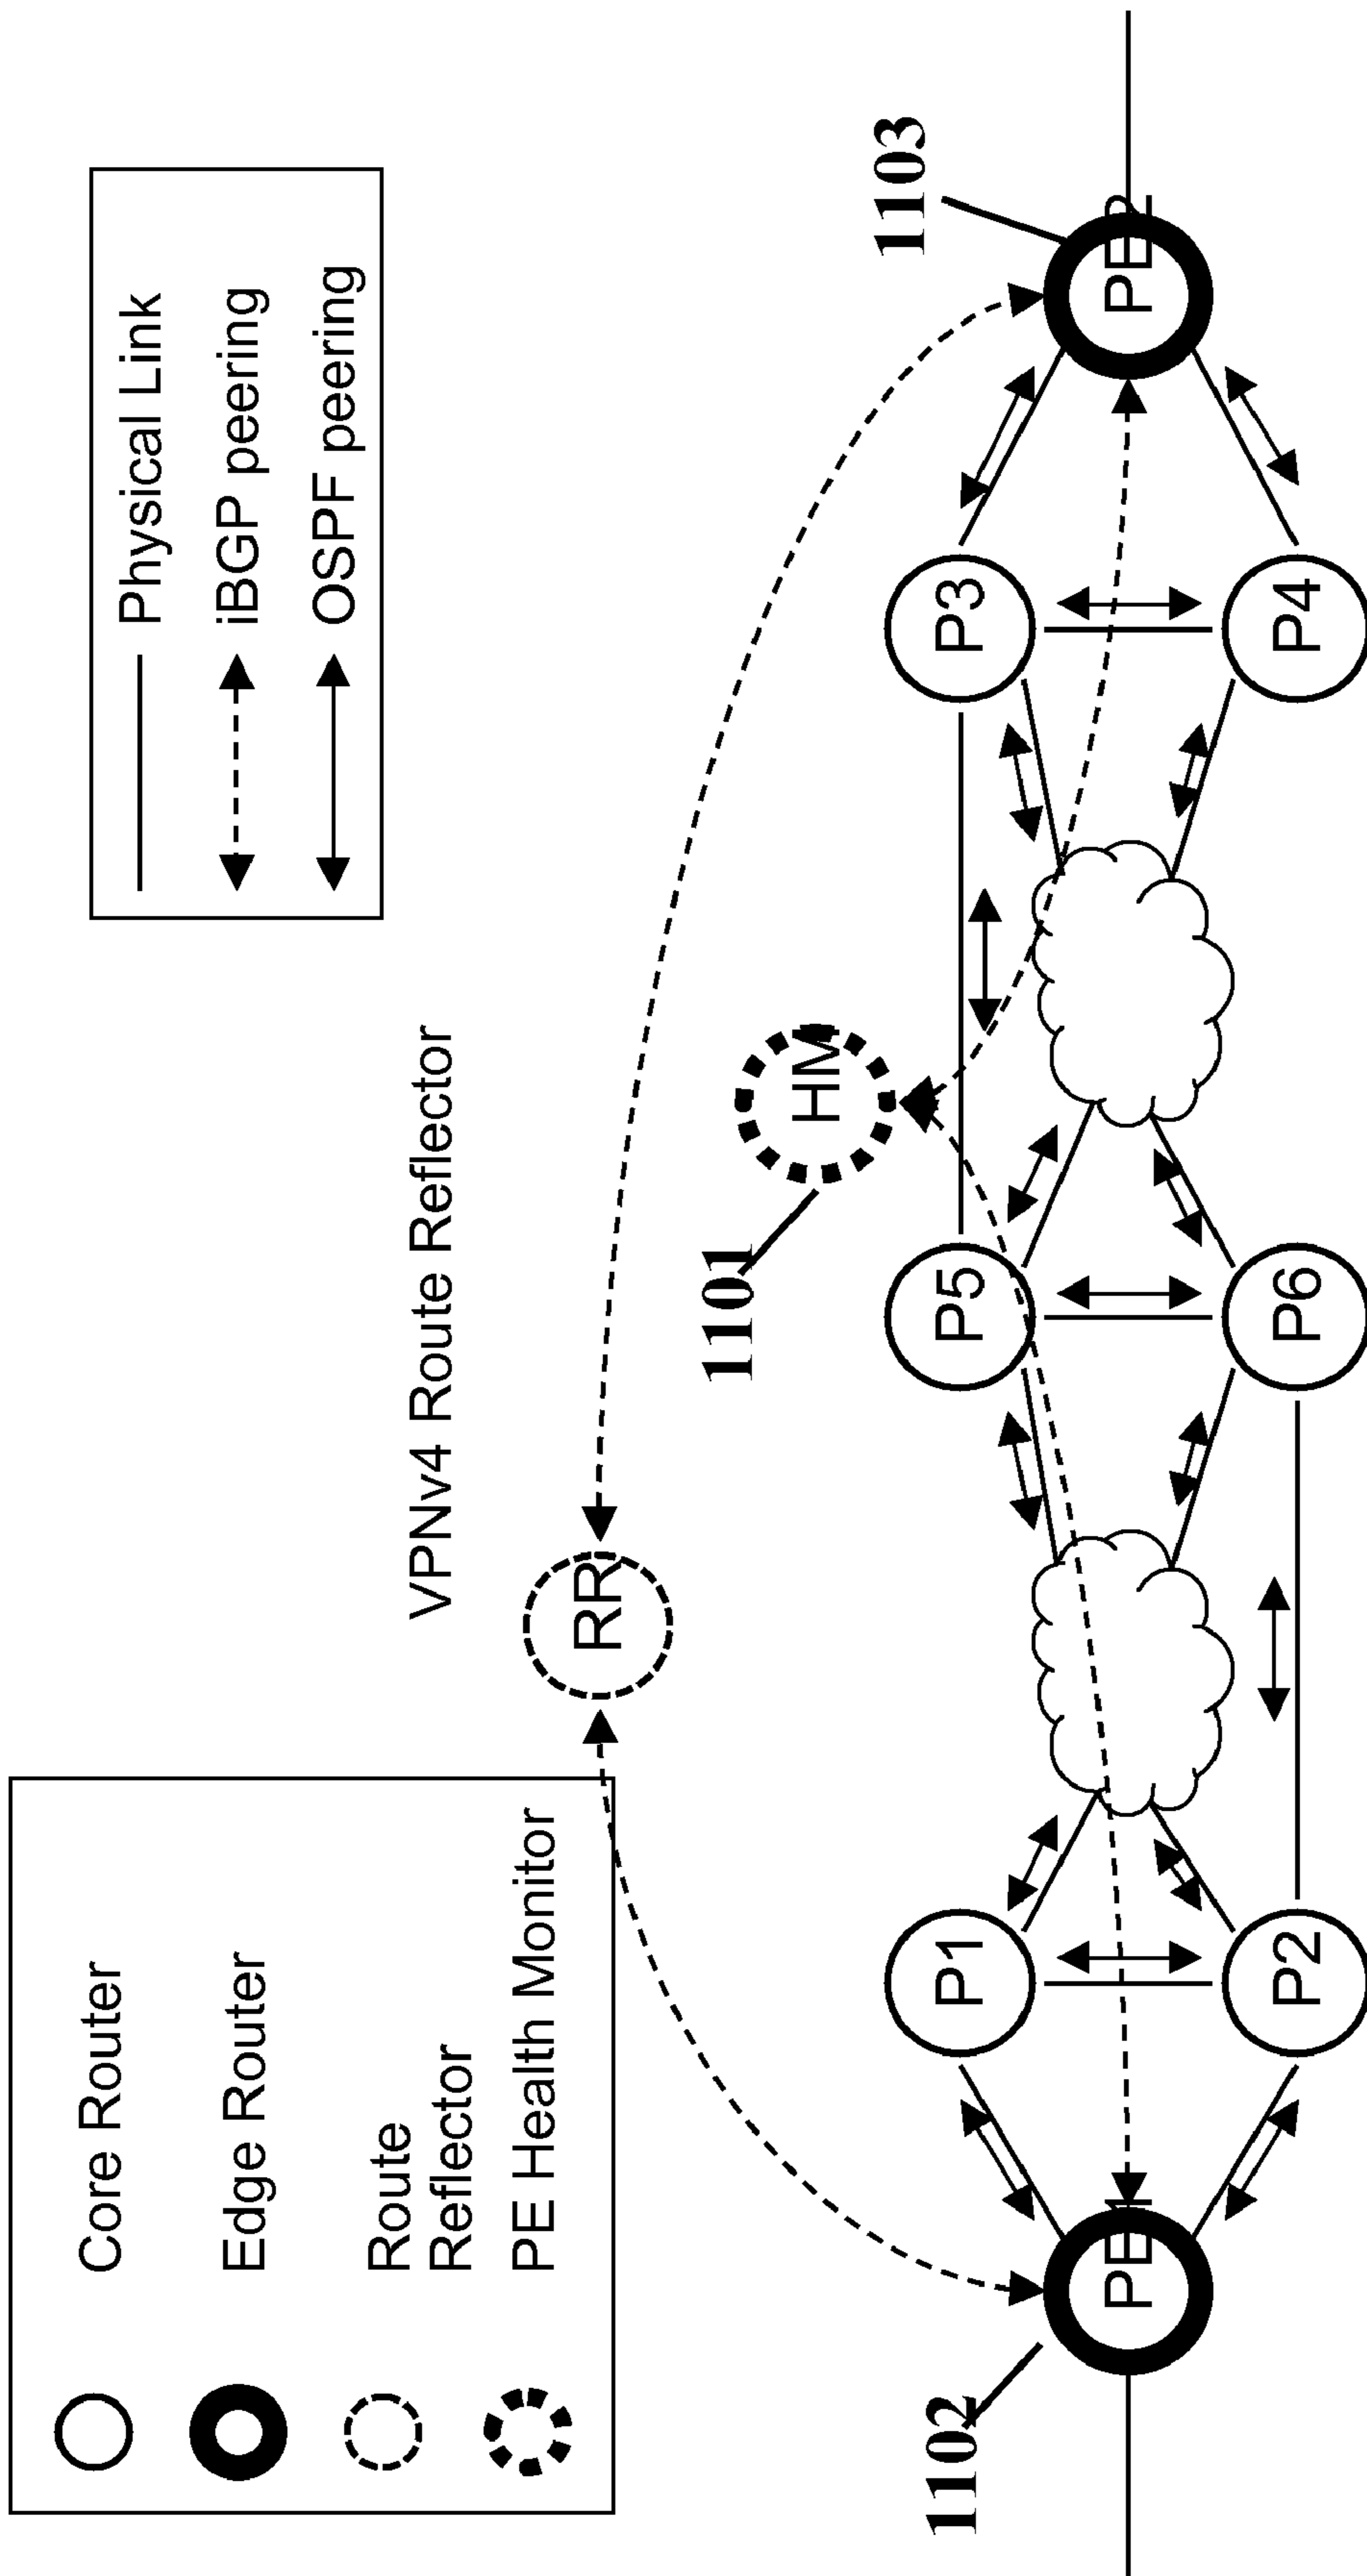 Core Router
Edge Router
Route
Reflector
PE Health Monitor
Physical Link
iBGP peering
OSPF peering
VPNv4 Route Reflector
RR
HM
1101
1102
1103
PE1
P1
P2
P5
P6
P3
P4
PE2